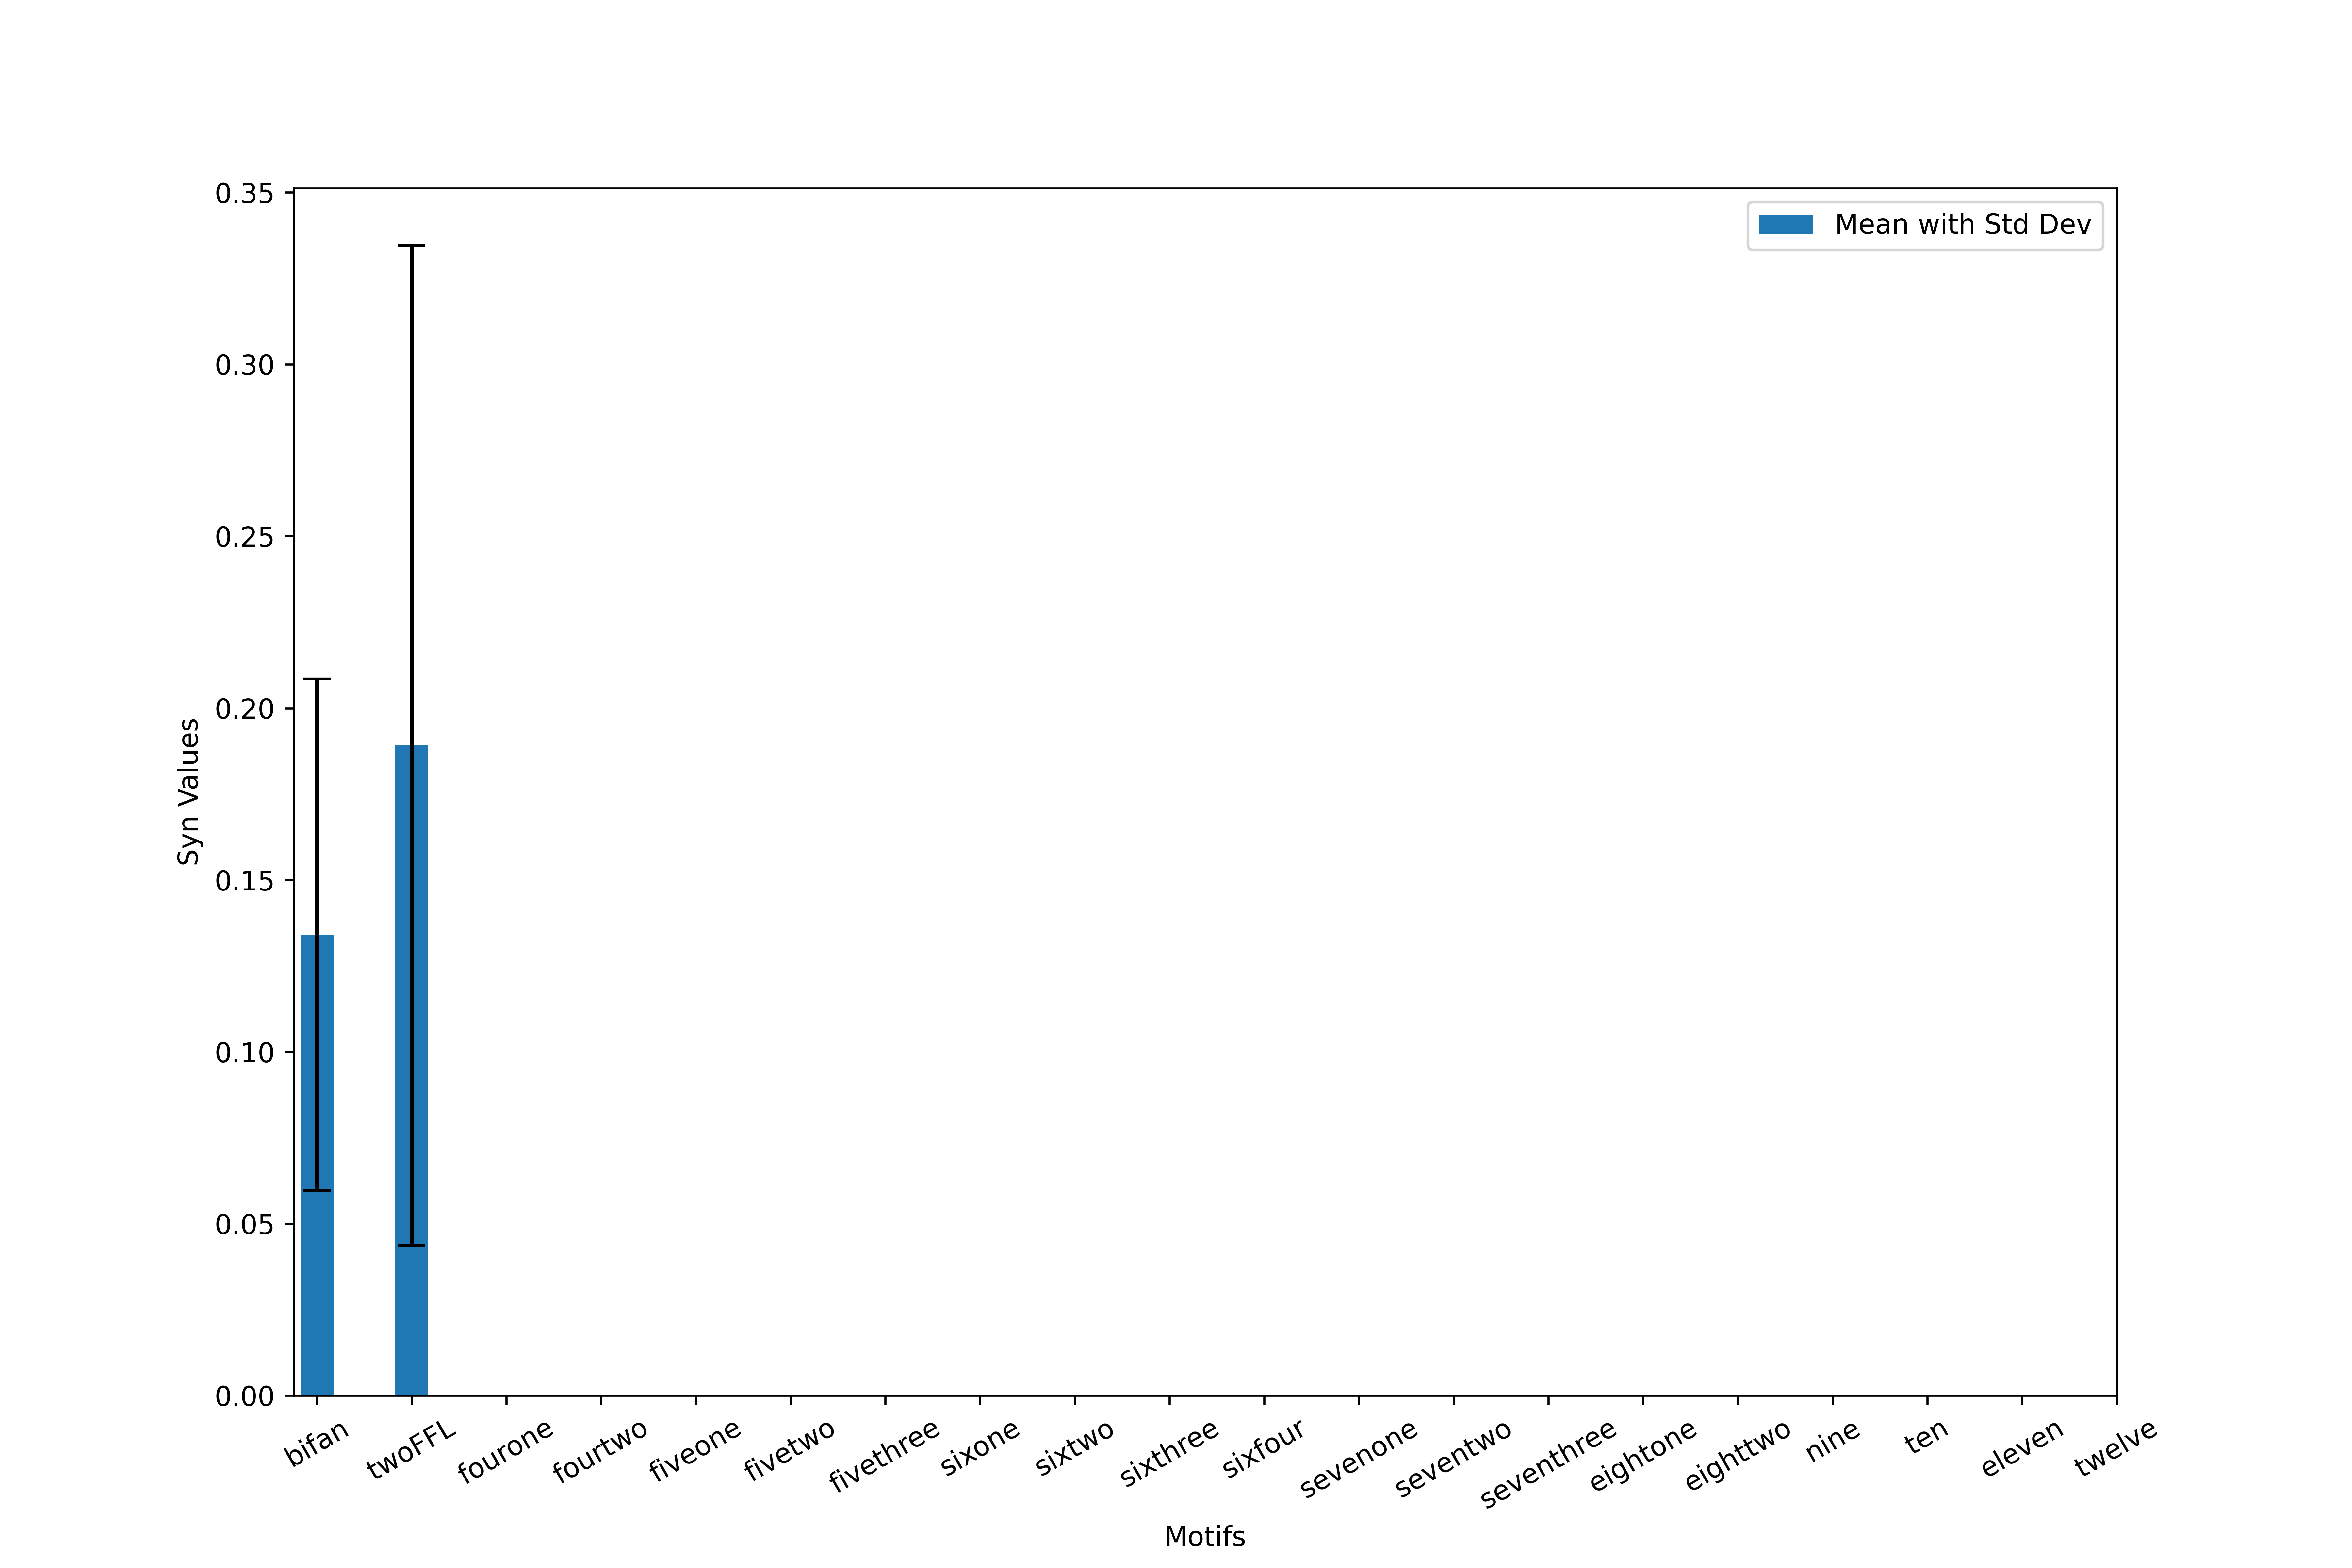 0.35
0.30
0.25
0.20
0.15
0.10
0.05
0.00
Syn Values
Mean with Std Dev
bifan
twoFFL
fourone
fourtwo
fiveone
fivetwo
fivethree
sixone
sixtwo
sixthree
sixfour
sevenone
seventwo
seventhree
eightone
eighttwo
nine
ten
eleven
twelve
Motifs